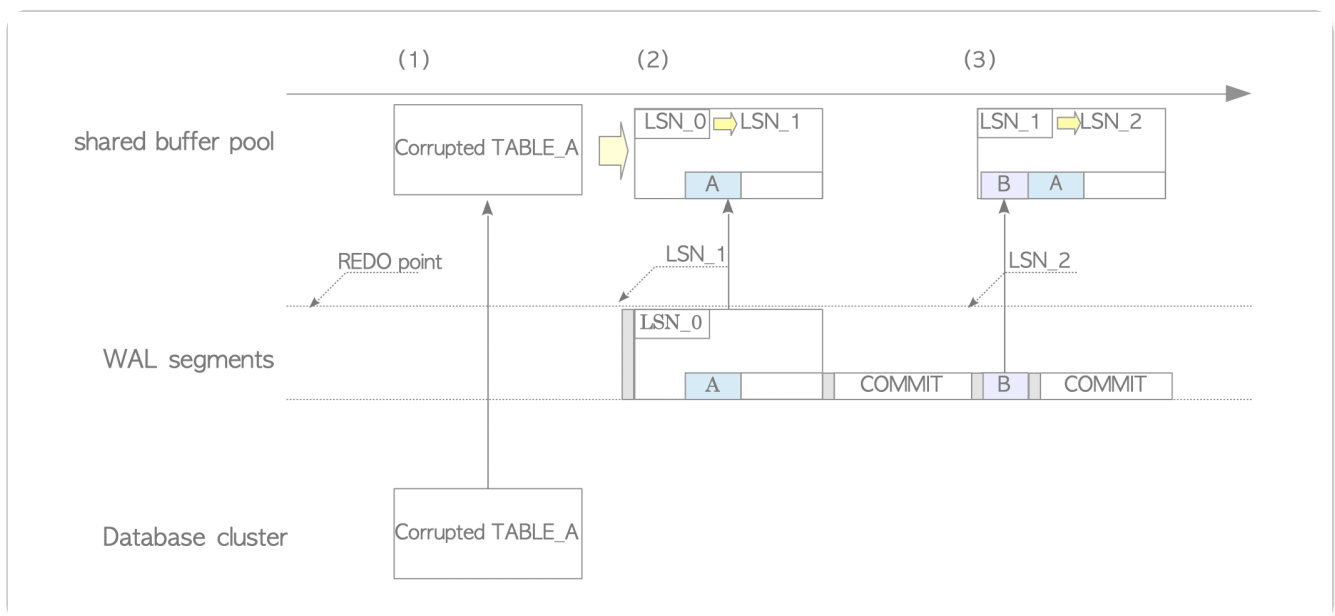 (1)
(2)
(3)
shared buffer pool
Corrupted TABLE_A
LSN_0
LSN_1
A
LSN_1
LSN_2
B
A
REDO point
LSN_1
LSN_2
WAL segments
LSN_0
A
COMMIT
B
COMMIT
Database cluster
Corrupted TABLE_A